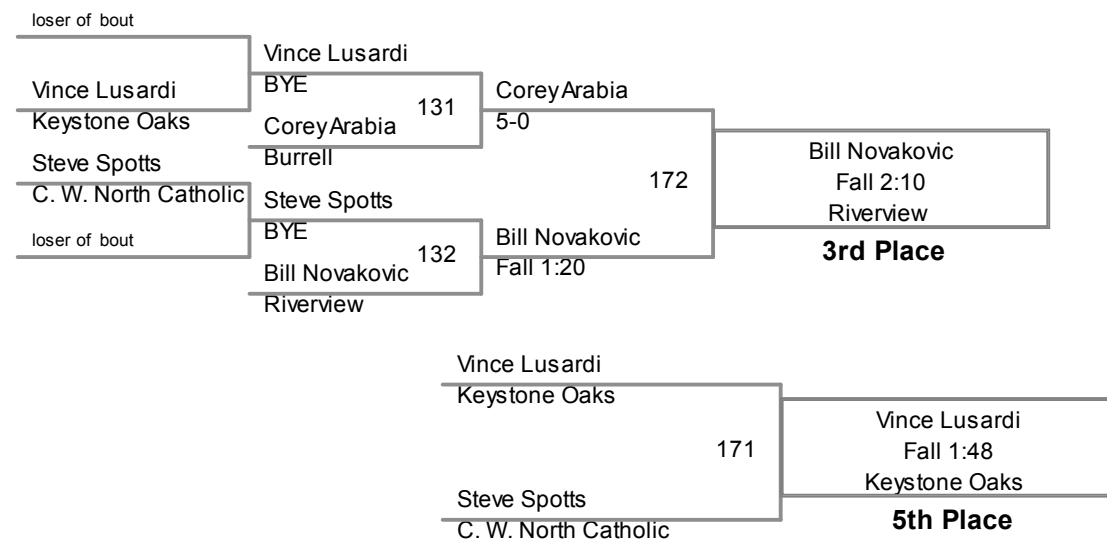 loser of bout
Vince Lusardi
Keystone Oaks
Steve Spotts
C. W. North Catholic
loser of bout
Vince Lusardi
BYE
131
Corey Arabia
Burrell
Steve Spotts
BYE
132
Bill Novakovic
Riverview
Corey Arabia
5-0
172
Bill Novakovic
Fall 1:20
Bill Novakovic
Fall 2:10
Riverview
3rd Place
Vince Lusardi
Keystone Oaks
171
Steve Spotts
C. W. North Catholic
Vince Lusardi
Fall 1:48
Keystone Oaks
5th Place